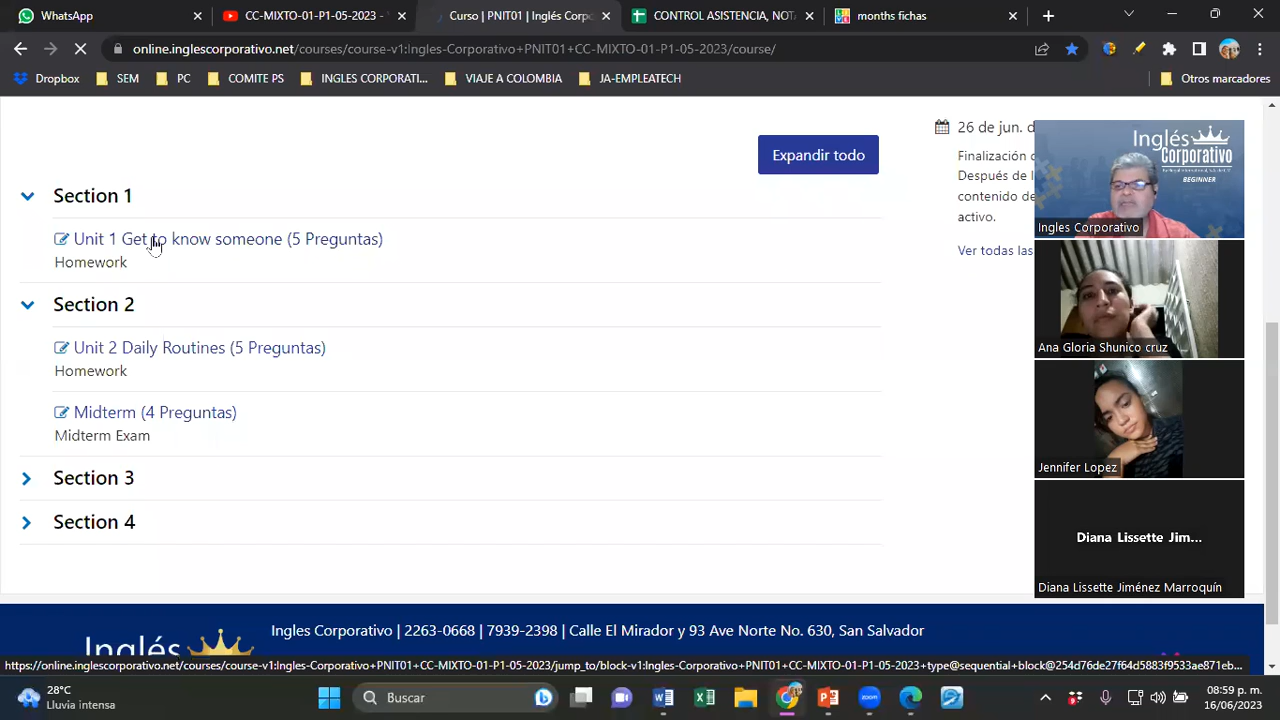 WhatsApp
CC-MIXTO-01-P1-05-2023 -
Curso | PNIT01 | Inglés Corp
CONTROL ASISTENCIA, NOTA
months fichas
online.inglescorporativo.net/courses/course-v1:Ingles-Corporativo+PNIT01+CC-MIXTO-01-P1-05-2023/course/
Dropbox
SEM
PC
COMITE PS
INGLES CORPORATI...
VIAJE A COLOMBIA
JA-EMPLEATECH
Otros marcadores
Expandir todo
26 de jun. d
Finalización
Después de l
contenido de
activo.
Ver todas las
Section 1
Unit 1 Get to know someone (5 Preguntas)
Homework
Section 2
Unit 2 Daily Routines (5 Preguntas)
Homework
Midterm (4 Preguntas)
Midterm Exam
Section 3
Section 4
Inglés
Corporativo
BEGINNER
Ingles Corporativo
Ana Gloria Shunico cruz
Jennifer Lopez
Diana Lissette Jim...
Diana Lissette Jiménez Marroquín
Inglés
Ingles Corporativo | 2263-0668 | 7939-2398 | Calle El Mirador y 93 Ave Norte No. 630, San Salvador
https://online.inglescorporativo.net/courses/course-v1:Ingles-Corporativo+PNIT01+CC-MIXTO-01-P1-05-2023/jump_to/block-v1:Ingles-Corporativo+PNIT01+CC-MIXTO-01-P1-05-2023+type@sequential+block@254d76de27f64d5883f9533ae871eb...
28°C
Lluvia intensa
Buscar
08:59 p. m.
16/06/2023